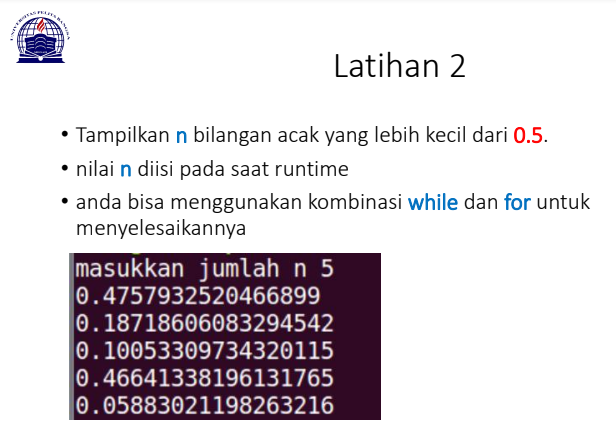 UNIVERSITAS PELITA BANGSA
Latihan 2
• Tampilkan n bilangan acak yang lebih kecil dari 0.5.
• nilai n diisi pada saat runtime
• anda bisa menggunakan kombinasi while dan for untuk
menyelesaikannya
masukkan jumlah n 5
0.4757932520466899
0.18718606083294542
0.10053309734320115
0.46641338196131765
0.05883021198263216